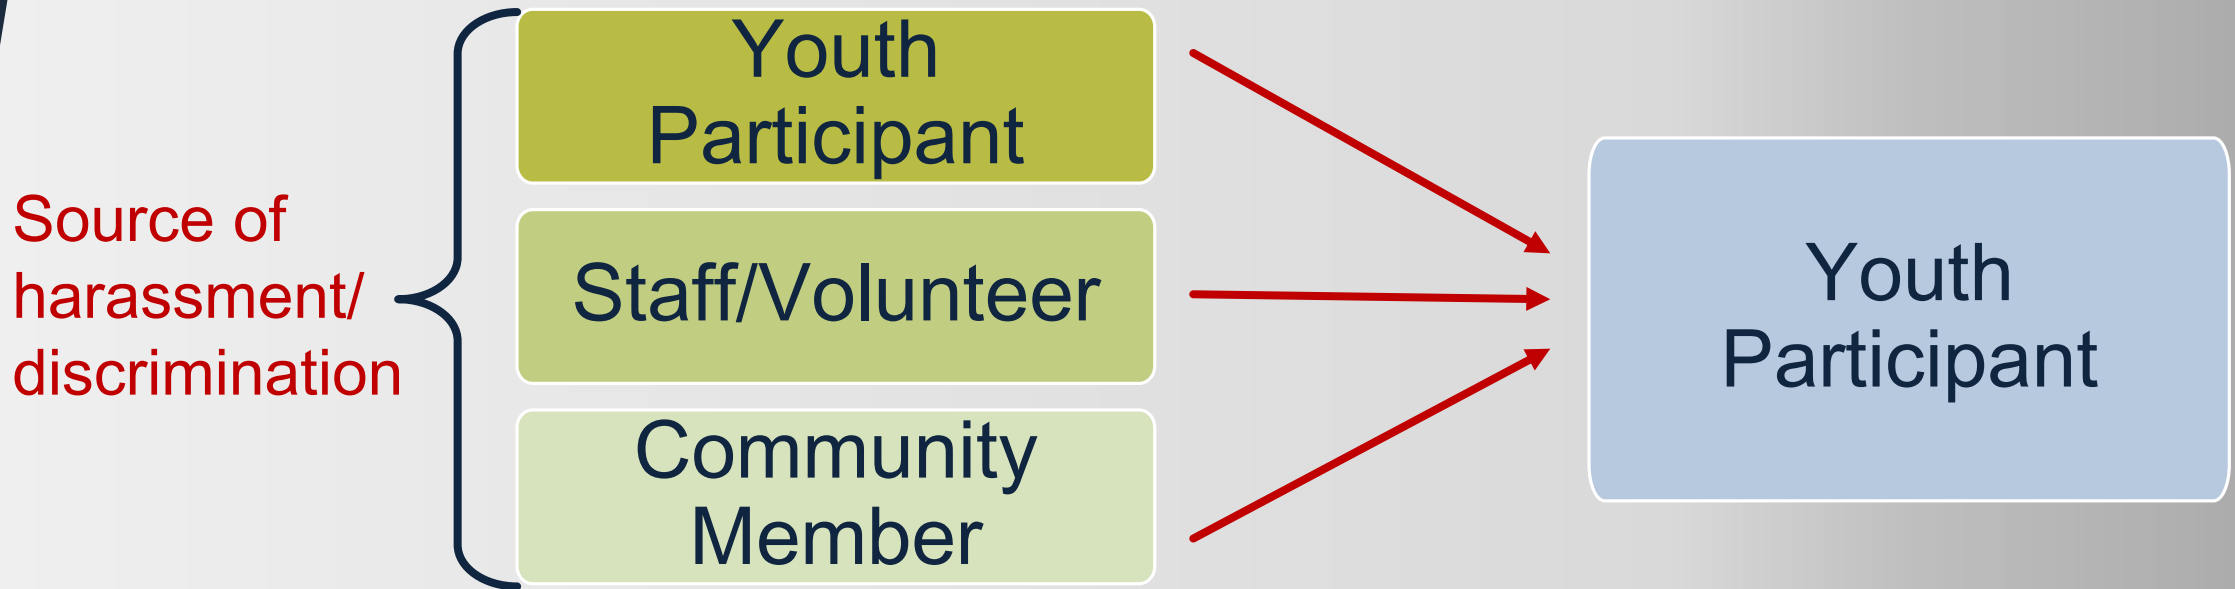 Source of
harassment/
discrimination
Youth
Participant
Staff/Volunteer
Community
Member
Youth
Participant